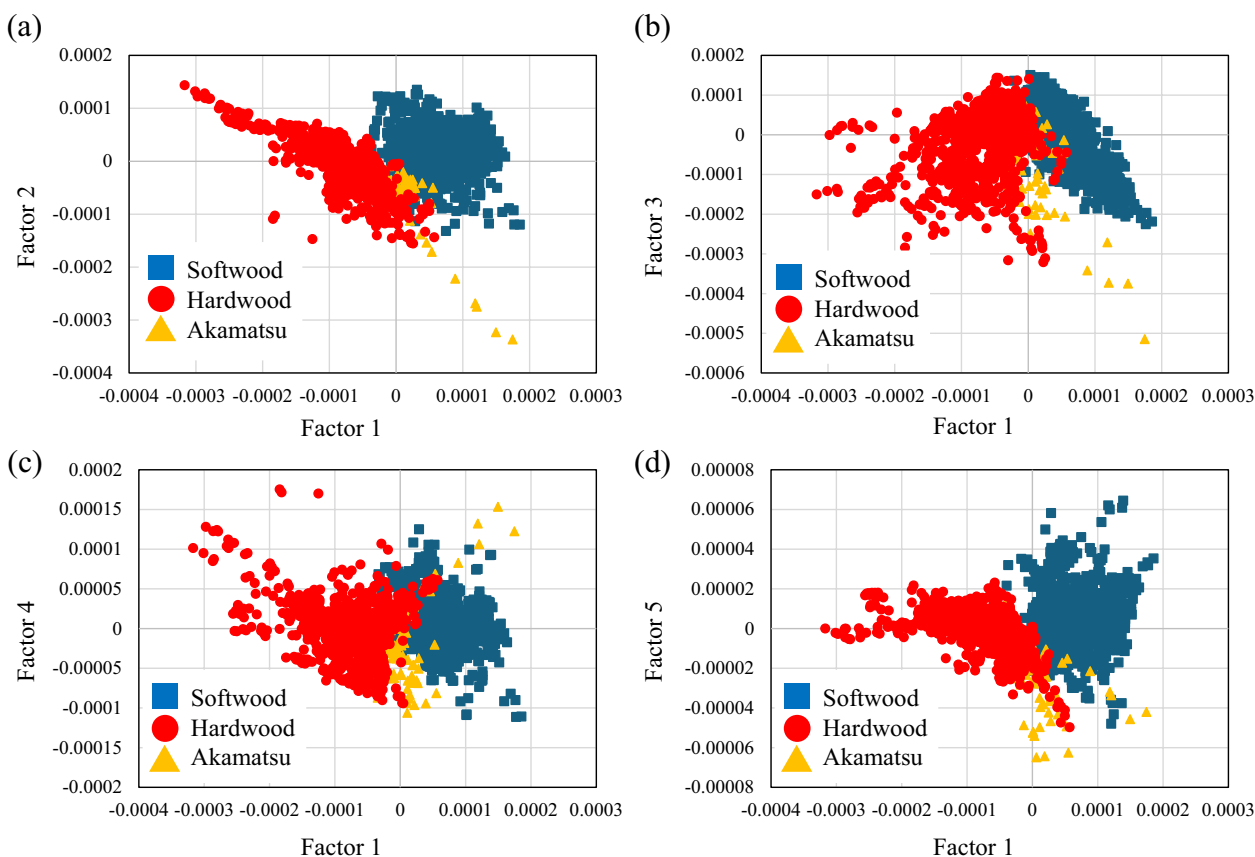 (a)
0.0002
0.0001
0
-0.0001
-0.0002
-0.0003
-0.0004
Factor 2
Softwood
Hardwood
Akamatsu
-0.0004 -0.0003 -0.0002 -0.0001 0 0.0001 0.0002 0.0003
Factor 1
(b)
0.0002
0.0001
0
-0.0001
-0.0002
-0.0003
-0.0004
-0.0005
-0.0006
Factor 3
Softwood
Hardwood
Akamatsu
-0.0004 -0.0003 -0.0002 -0.0001 0 0.0001 0.0002 0.0003
Factor 1
(c)
0.0002
0.00015
0.0001
0.00005
0
-0.00005
-0.0001
-0.00015
-0.0002
Factor 4
Softwood
Hardwood
Akamatsu
-0.0004 -0.0003 -0.0002 -0.0001 0 0.0001 0.0002 0.0003
Factor 1
(d)
0.00008
0.00006
0.00004
0.00002
0
-0.00002
-0.00004
-0.00006
-0.00008
Factor 5
Softwood
Hardwood
Akamatsu
-0.0004 -0.0003 -0.0002 -0.0001 0 0.0001 0.0002 0.0003
Factor 1